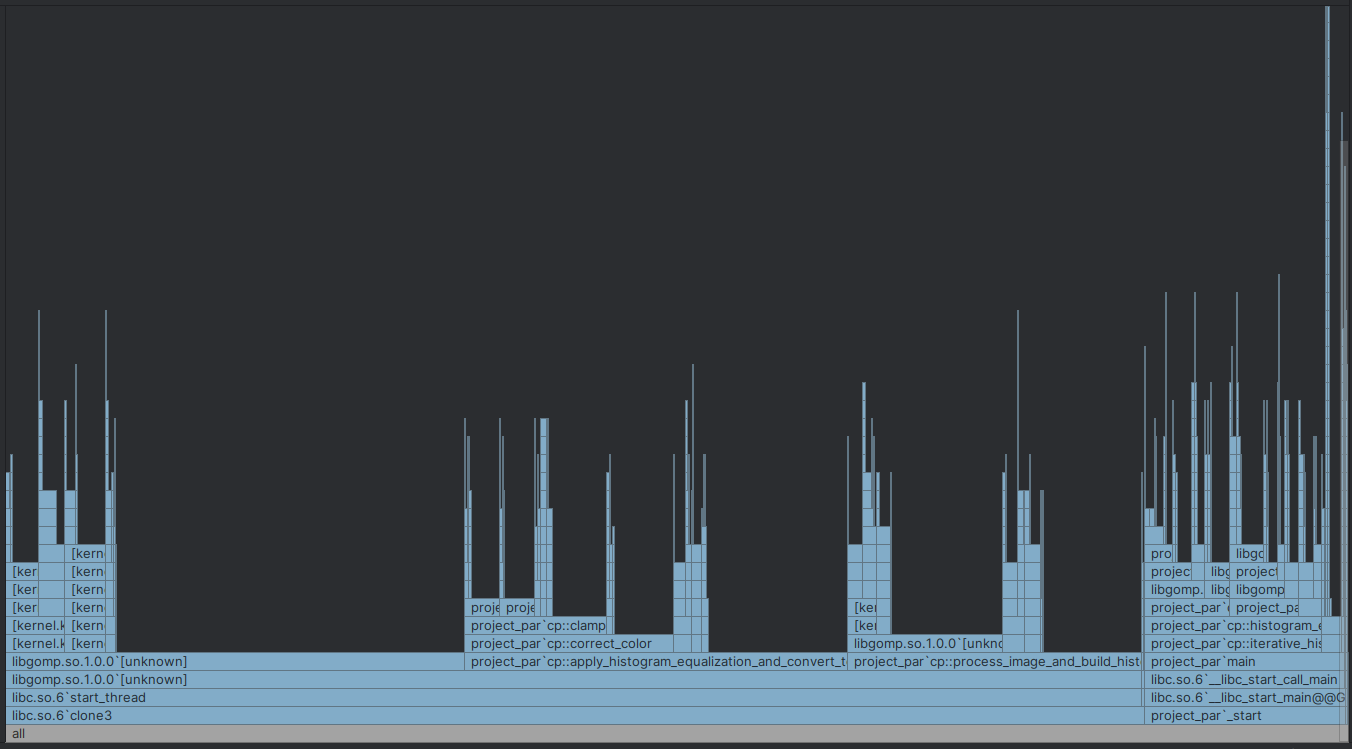 [kern pro libgc
[ker [kern project libg project
[ker [kern libgomp. libg libgomp
[ker [kern proje proje [ker project_par` project_pa
[kernel.k [kern project_par`cp::clamp [ker project_par`cp::histogram_e
[kernel.k [kern project_par`cp::correct_color libgomp.so.1.0.0`[unkno project_par`cp::iterative_his
libgomp.so.1.0.0`[unknown] project_par`cp::apply_histogram_equalization_and_convert_t project_par`cp::process_image_and_build_hist project_par`main
libgomp.so.1.0.0`[unknown] libc.so.6`__libc_start_call_main
libc.so.6`start_thread libc.so.6`__libc_start_main@@G
libc.so.6`clone3 project_par`_start
all